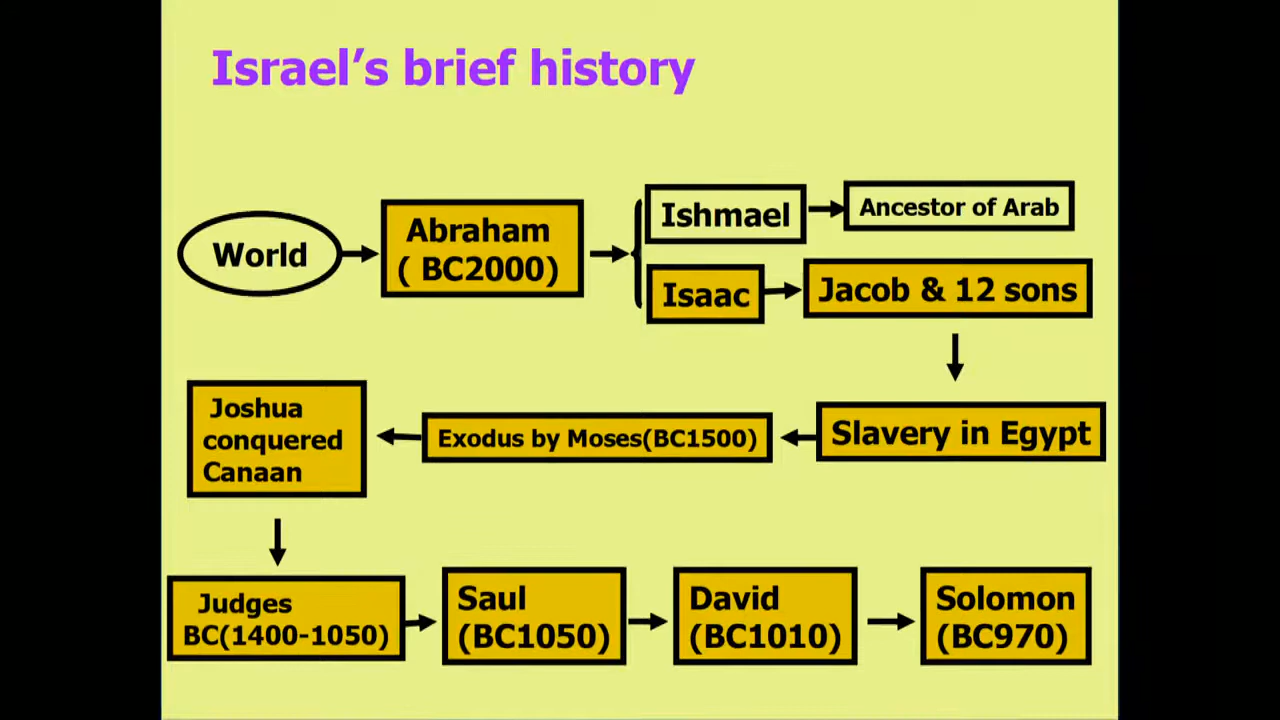 Israel’s brief history
World
Abraham
( BC2000)
Ishmael
Ancestor of Arab
Isaac
Jacob & 12 sons
Slavery in Egypt
Exodus by Moses(BC1500)
Joshua
conquered
Canaan
Judges
BC(1400-1050)
Saul
(BC1050)
David
(BC1010)
Solomon
(BC970)